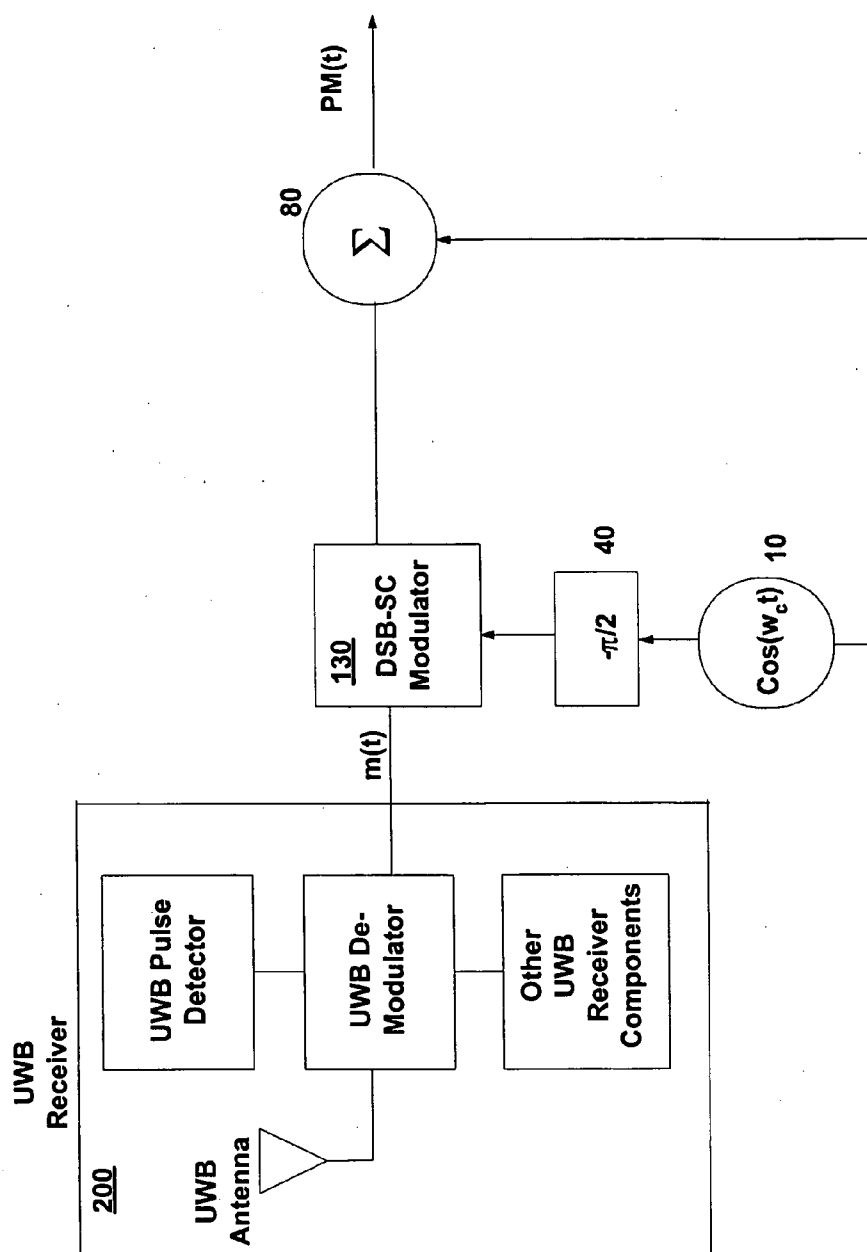 UWB
Receiver
200
UWB
Antenna
UWB Pulse
Detector
UWB De-
Modulator
Other
UWB
Receiver
Components
m(t)
130
DSB-SC
Modulator
-π/2
40
Cos(w_c t)
10
Σ
80
PM(t)